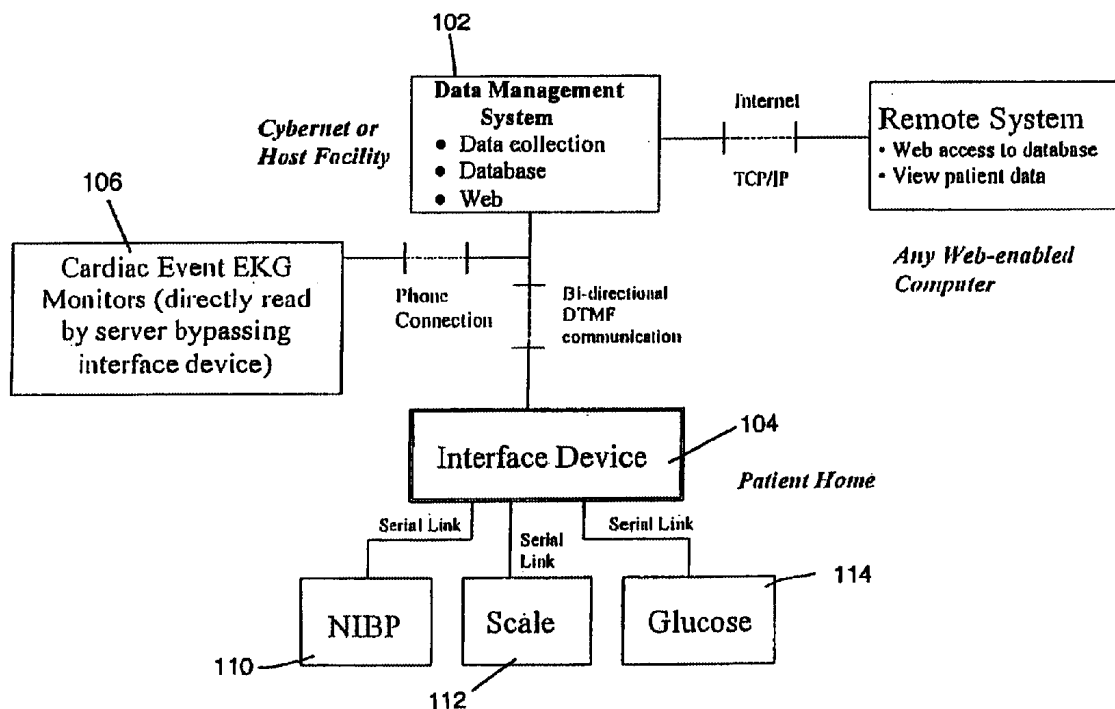 102
Data Management
System
• Data collection
• Database
• Web
Cybernet or
Host Facility
Internet
TCP/IP
Remote System
• Web access to database
• View patient data
Any Web-enabled
Computer
106
Cardiac Event EKG
Monitors (directly read
by server bypassing
interface device)
Phone
Connection
Bi-directional
DTMF
communication
104
Interface Device
Patient Home
Serial Link
Serial
Link
Serial Link
NIBP
110
Scale
112
Glucose
114